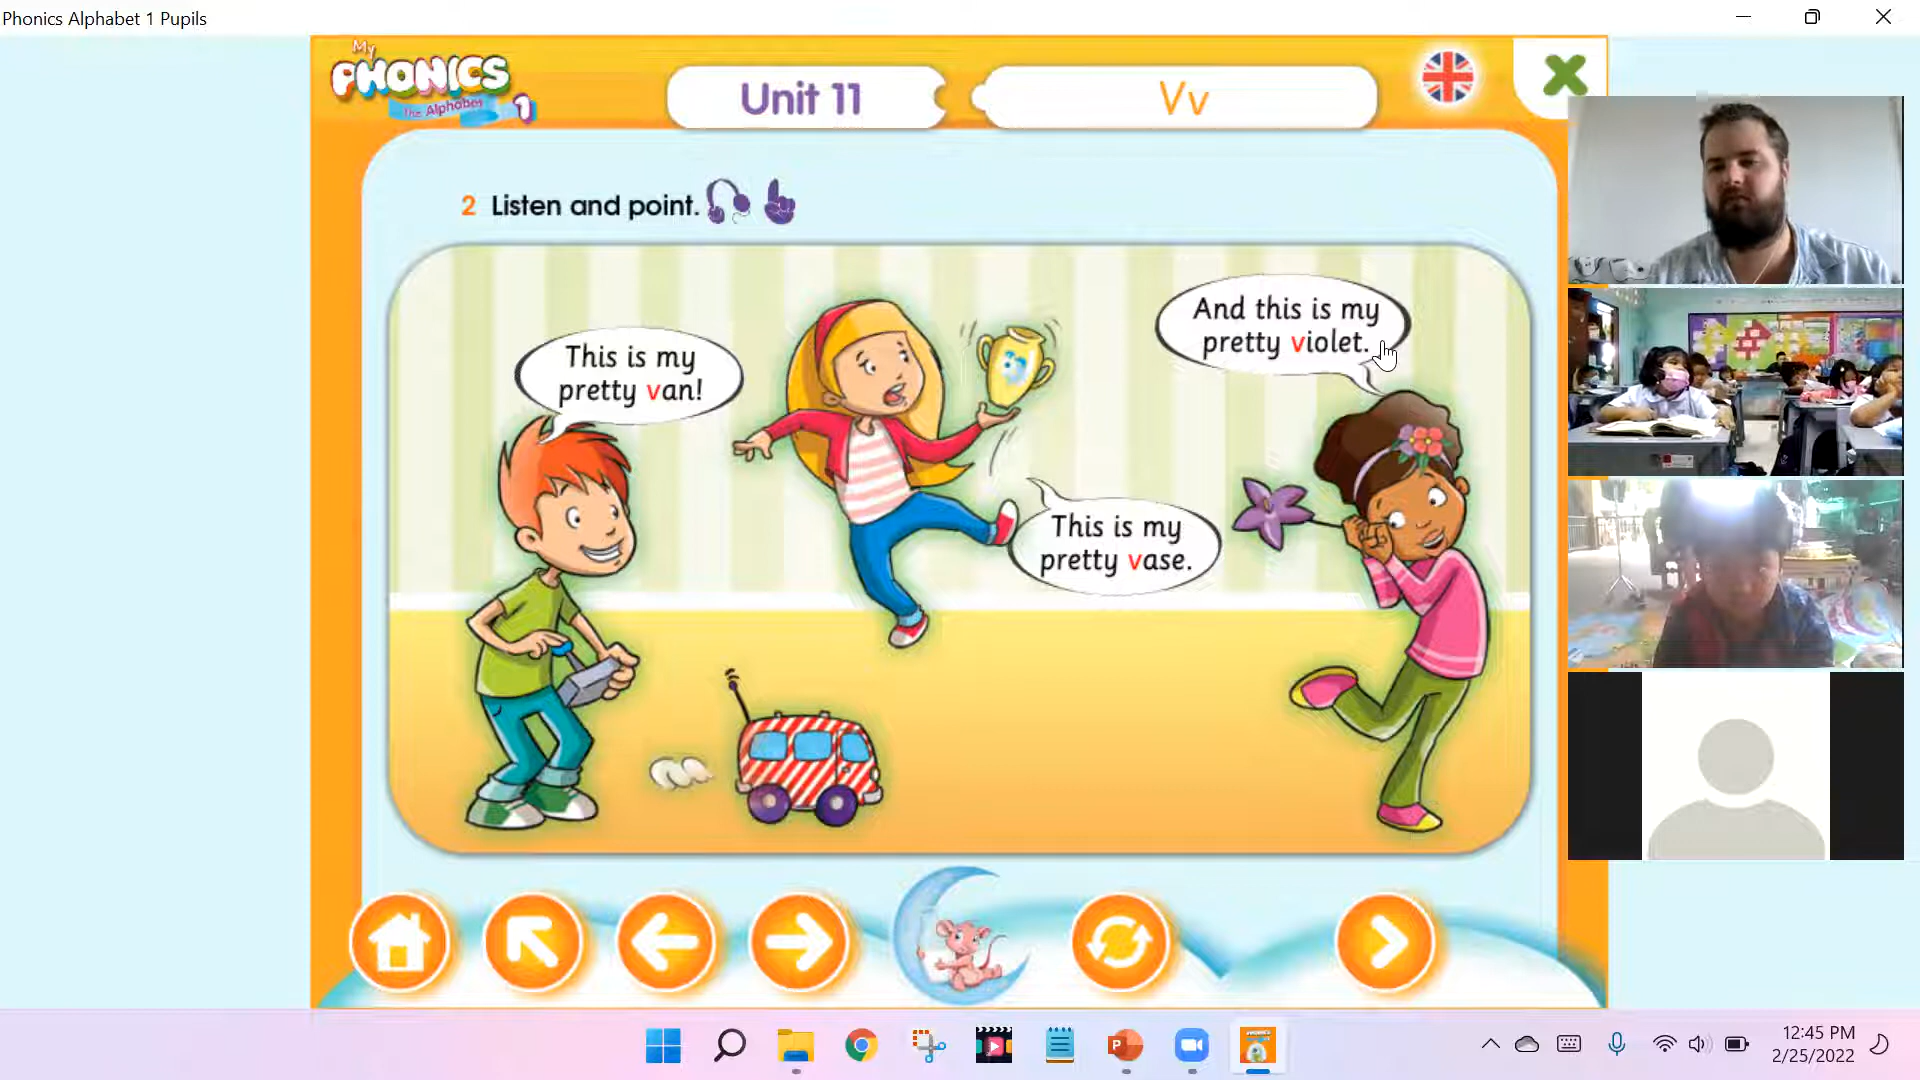 Phonics Alphabet 1 Pupils
My
PHONICS
The Alphabet 1
Unit 11
Vv
2 Listen and point.
This is my
pretty van!
And this is my
pretty violet.
This is my
pretty vase.
12:45 PM
2/25/2022